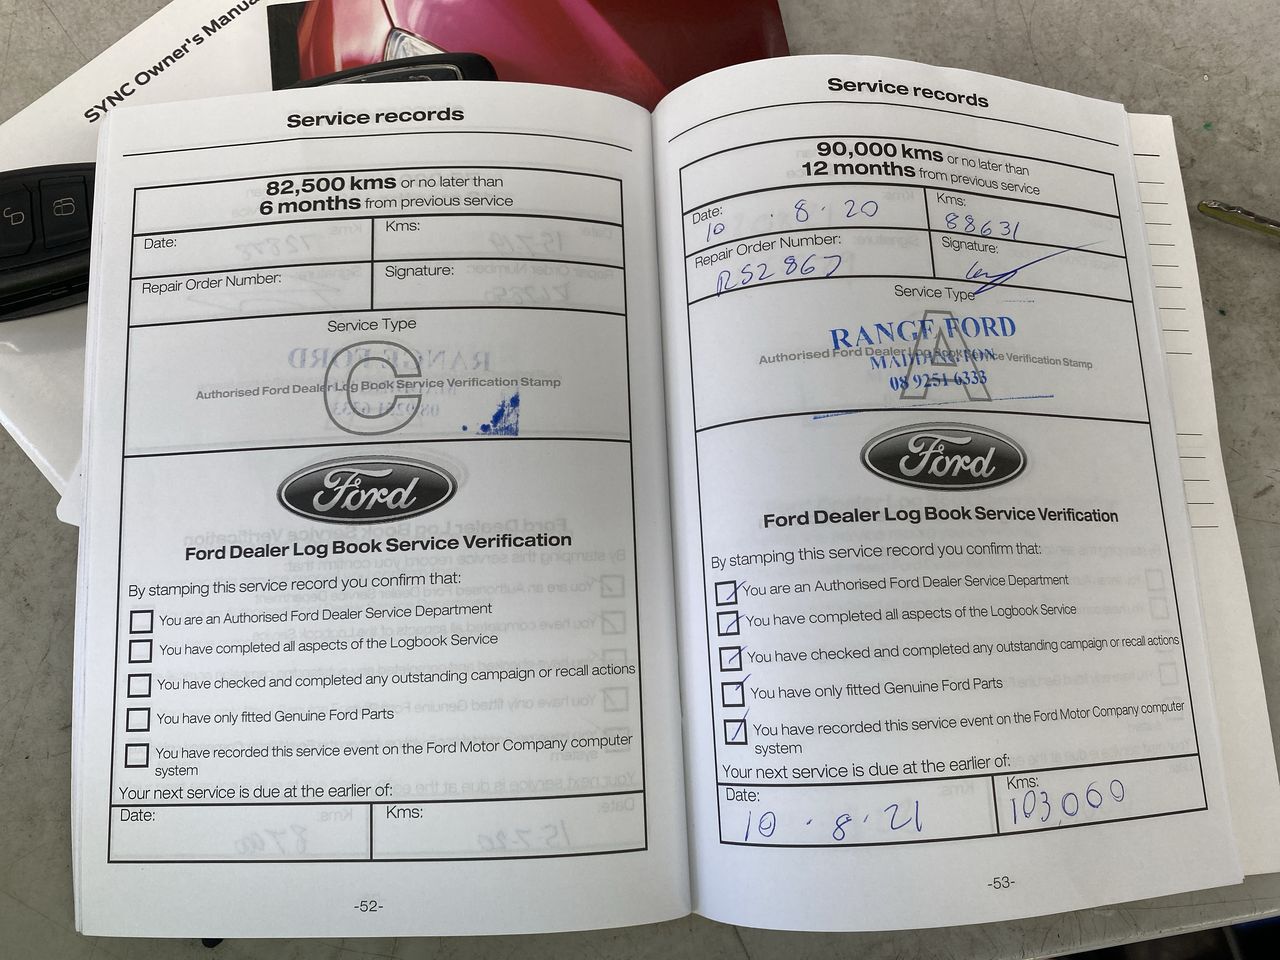 SYNC Owner's Manual
Service records
82,500 kms or no later than
6 months from previous service
Date:
Kms:
Repair Order Number:
Signature:
Service Type
C
Authorised Ford Dealer Log Book Service Verification Stamp
Ford
Ford Dealer Log Book Service Verification
By stamping this service record you confirm that:
You are an Authorised Ford Dealer Service Department
You have completed all aspects of the Logbook Service
You have checked and completed any outstanding campaign or recall actions
You have only fitted Genuine Ford Parts
You have recorded this service event on the Ford Motor Company computer
system
Your next service is due at the earlier of:
Date:
Kms:
-52-
Service records
90,000 kms or no later than
12 months from previous service
Date:
10 . 8 . 20
Kms:
88631
Repair Order Number:
R52867
Signature:
Service Type
A
RANGE FORD
Authorised Ford Dealer Log Book Service Verification Stamp
MADDINGTON
08 9251 6333
Ford
Ford Dealer Log Book Service Verification
By stamping this service record you confirm that:
You are an Authorised Ford Dealer Service Department
You have completed all aspects of the Logbook Service
You have checked and completed any outstanding campaign or recall actions
You have only fitted Genuine Ford Parts
You have recorded this service event on the Ford Motor Company computer
system
Your next service is due at the earlier of:
Date:
10 . 8 . 21
Kms:
103,000
-53-